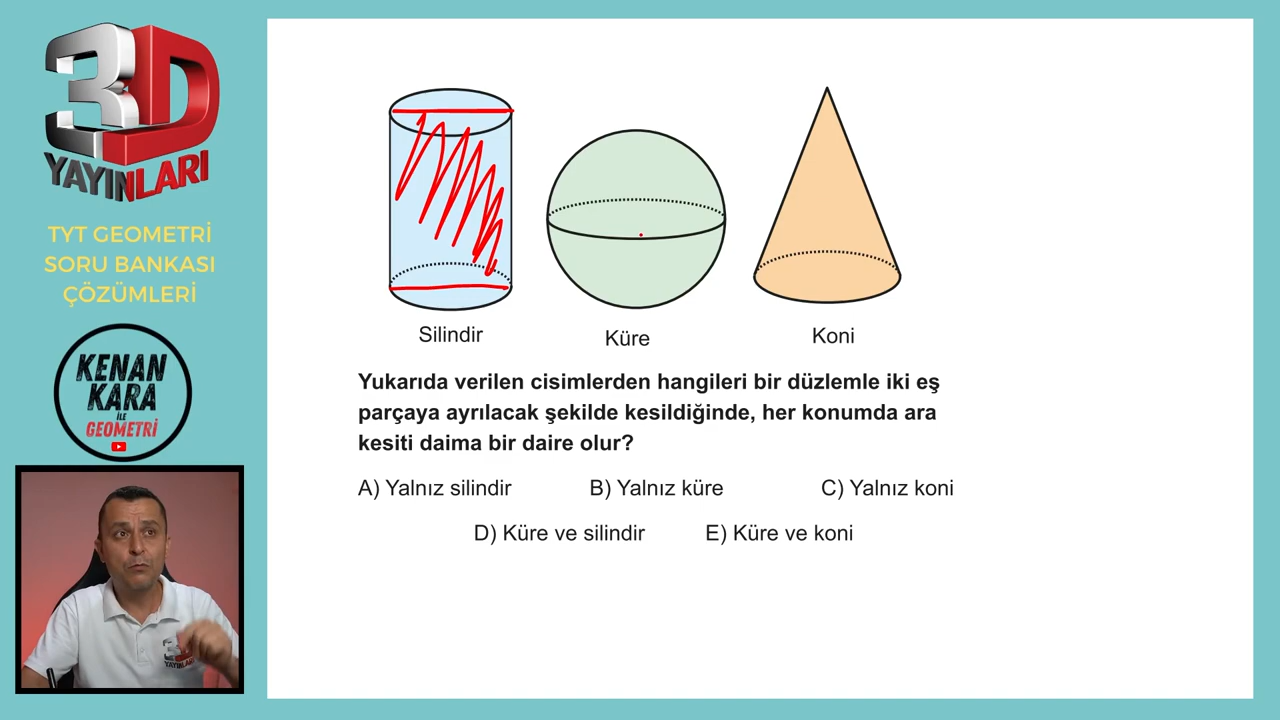 3D
YAYINLARI
TYT GEOMETRİ
SORU BANKASI
ÇÖZÜMLERİ
KENAN
KARA
İLE
GEOMETRİ
3D
YAYINLARI
Silindir
Küre
Koni
Yukarıda verilen cisimlerden hangileri bir düzlemle iki eş
parçaya ayrılacak şekilde kesildiğinde, her konumda ara
kesiti daima bir daire olur?
A) Yalnız silindir
B) Yalnız küre
C) Yalnız koni
D) Küre ve silindir
E) Küre ve koni